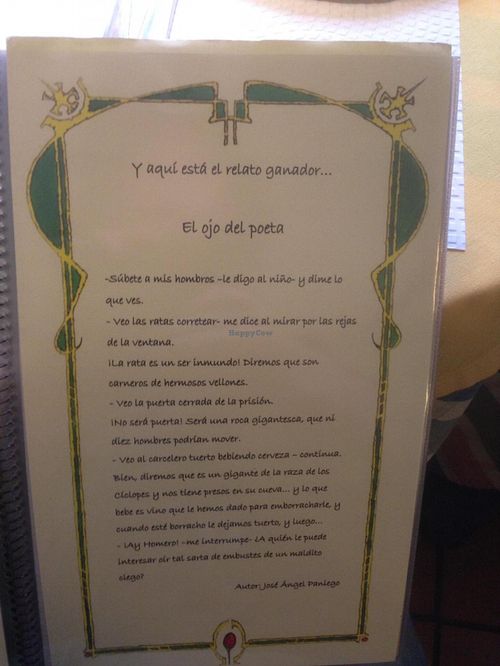 Y aquí está el relato ganador...
El ojo del poeta
-Súbete a mis hombros -le digo al niño- y dime lo
que ves.
- Veo las ratas corretear- me dice al mirar por las rejas
de la ventana.
¡La rata es un ser inmundo! Diremos que son
carneros de hermosos vellones.
- Veo la puerta cerrada de la prisión.
¡No será puerta! Será una roca gigantesca, que ni
diez hombres podrían mover.
- Veo al carcelero tuerto bebiendo cerveza – continua.
Bien, diremos que es un gigante de la raza de los
Cíclopes y nos tiene presos en su cueva... y lo que
bebe es vino que le hemos dado para emborracharle, y
cuando esté borracho le dejamos tuerto, y luego...
- ¡Ay Homero! -me interrumpe- ¿A quién le puede
interesar oír tal sarta de embustes de un maldito
ciego?
Autor: José Ángel Paniego
HappyCow